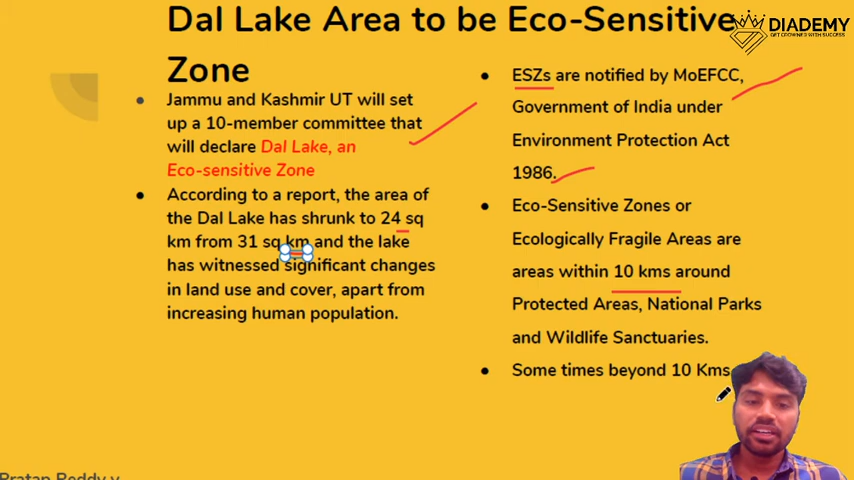 Dal Lake Area to be Eco-Sensitive
Zone
DIADEMY
GET CROWNED WITH SUCCESS
● Jammu and Kashmir UT will set
up a 10-member committee that
will declare Dal Lake, an
Eco-sensitive Zone
● According to a report, the area of
the Dal Lake has shrunk to 24 sq
km from 31 sq km and the lake
has witnessed significant changes
in land use and cover, apart from
increasing human population.
● ESZs are notified by MoEFCC,
Government of India under
Environment Protection Act
1986.
● Eco-Sensitive Zones or
Ecologically Fragile Areas are
areas within 10 kms around
Protected Areas, National Parks
and Wildlife Sanctuaries.
● Some times beyond 10 Kms
Pratap Reddy y